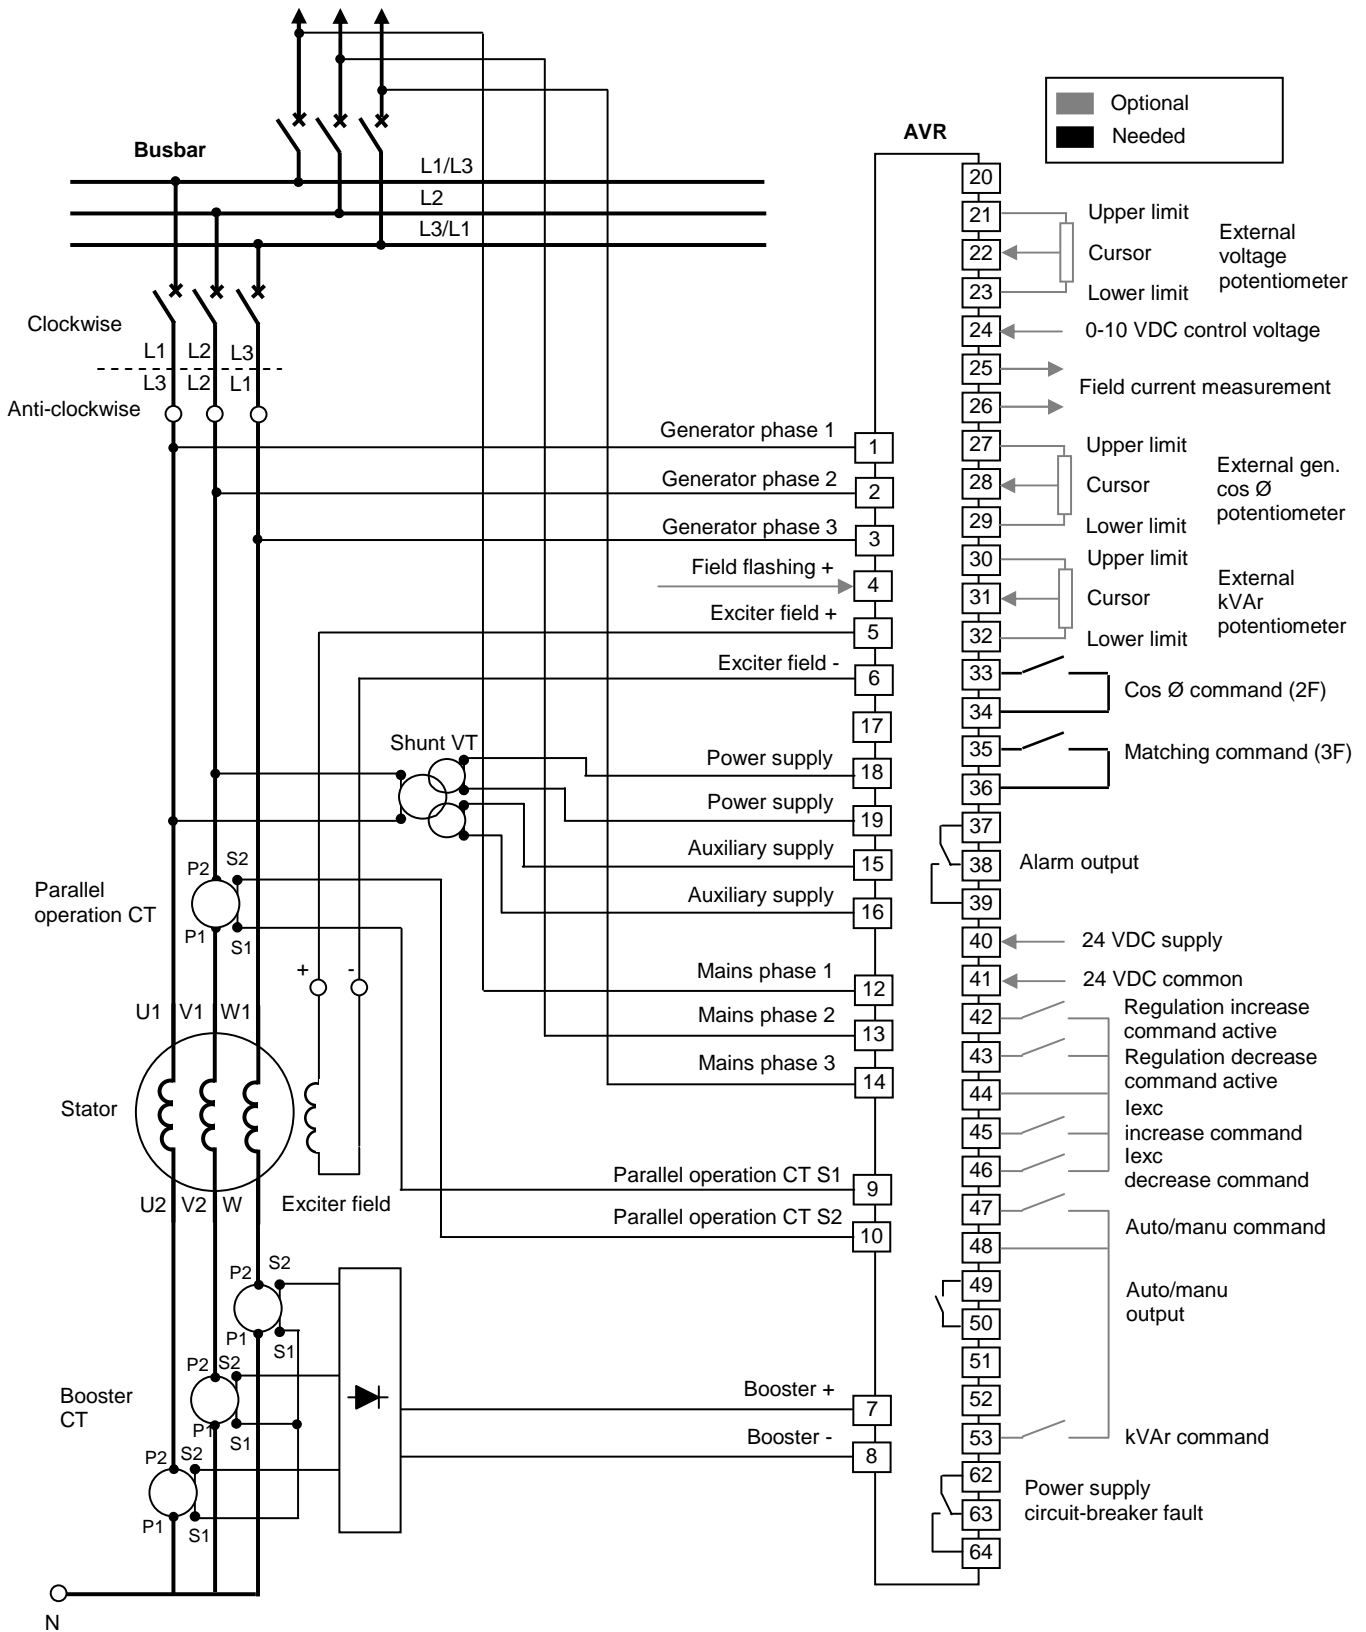 Optional
Needed
AVR
Busbar
L1/L3
L2
L3/L1
Clockwise
L1 L2 L3
L3 L2 L1
Anti-clockwise
Generator phase 1
1
Generator phase 2
2
Generator phase 3
3
Field flashing +
4
Exciter field +
5
Exciter field -
6
17
Shunt VT
Power supply
18
Power supply
19
Auxiliary supply
15
Auxiliary supply
16
P2 S2
Parallel
operation CT
P1 S1
+ -
Mains phase 1
12
Mains phase 2
13
Mains phase 3
14
U1 V1 W1
Stator
U2 V2 W
Exciter field
Parallel operation CT S1
9
Parallel operation CT S2
10
P2 S2
P1 S1
P2 S2
P1 S1
Booster
CT
P2 S2
P1 S1
Booster +
7
Booster -
8
N
20
21 Upper limit
22 Cursor
23 Lower limit
External
voltage
potentiometer
24 0-10 VDC control voltage
25
26
Field current measurement
27 Upper limit
28 Cursor
29 Lower limit
External gen.
cos Ø
potentiometer
30 Upper limit
31 Cursor
32 Lower limit
External
kVAr
potentiometer
33
34
Cos Ø command (2F)
35
36
Matching command (3F)
37
38
39
Alarm output
40 24 VDC supply
41 24 VDC common
42
Regulation increase
command active
43
Regulation decrease
command active
44
45
Iexc
increase command
46
Iexc
decrease command
47
48
Auto/manu command
49
50
Auto/manu
output
51
52
53 kVAr command
62
63
64
Power supply
circuit-breaker fault